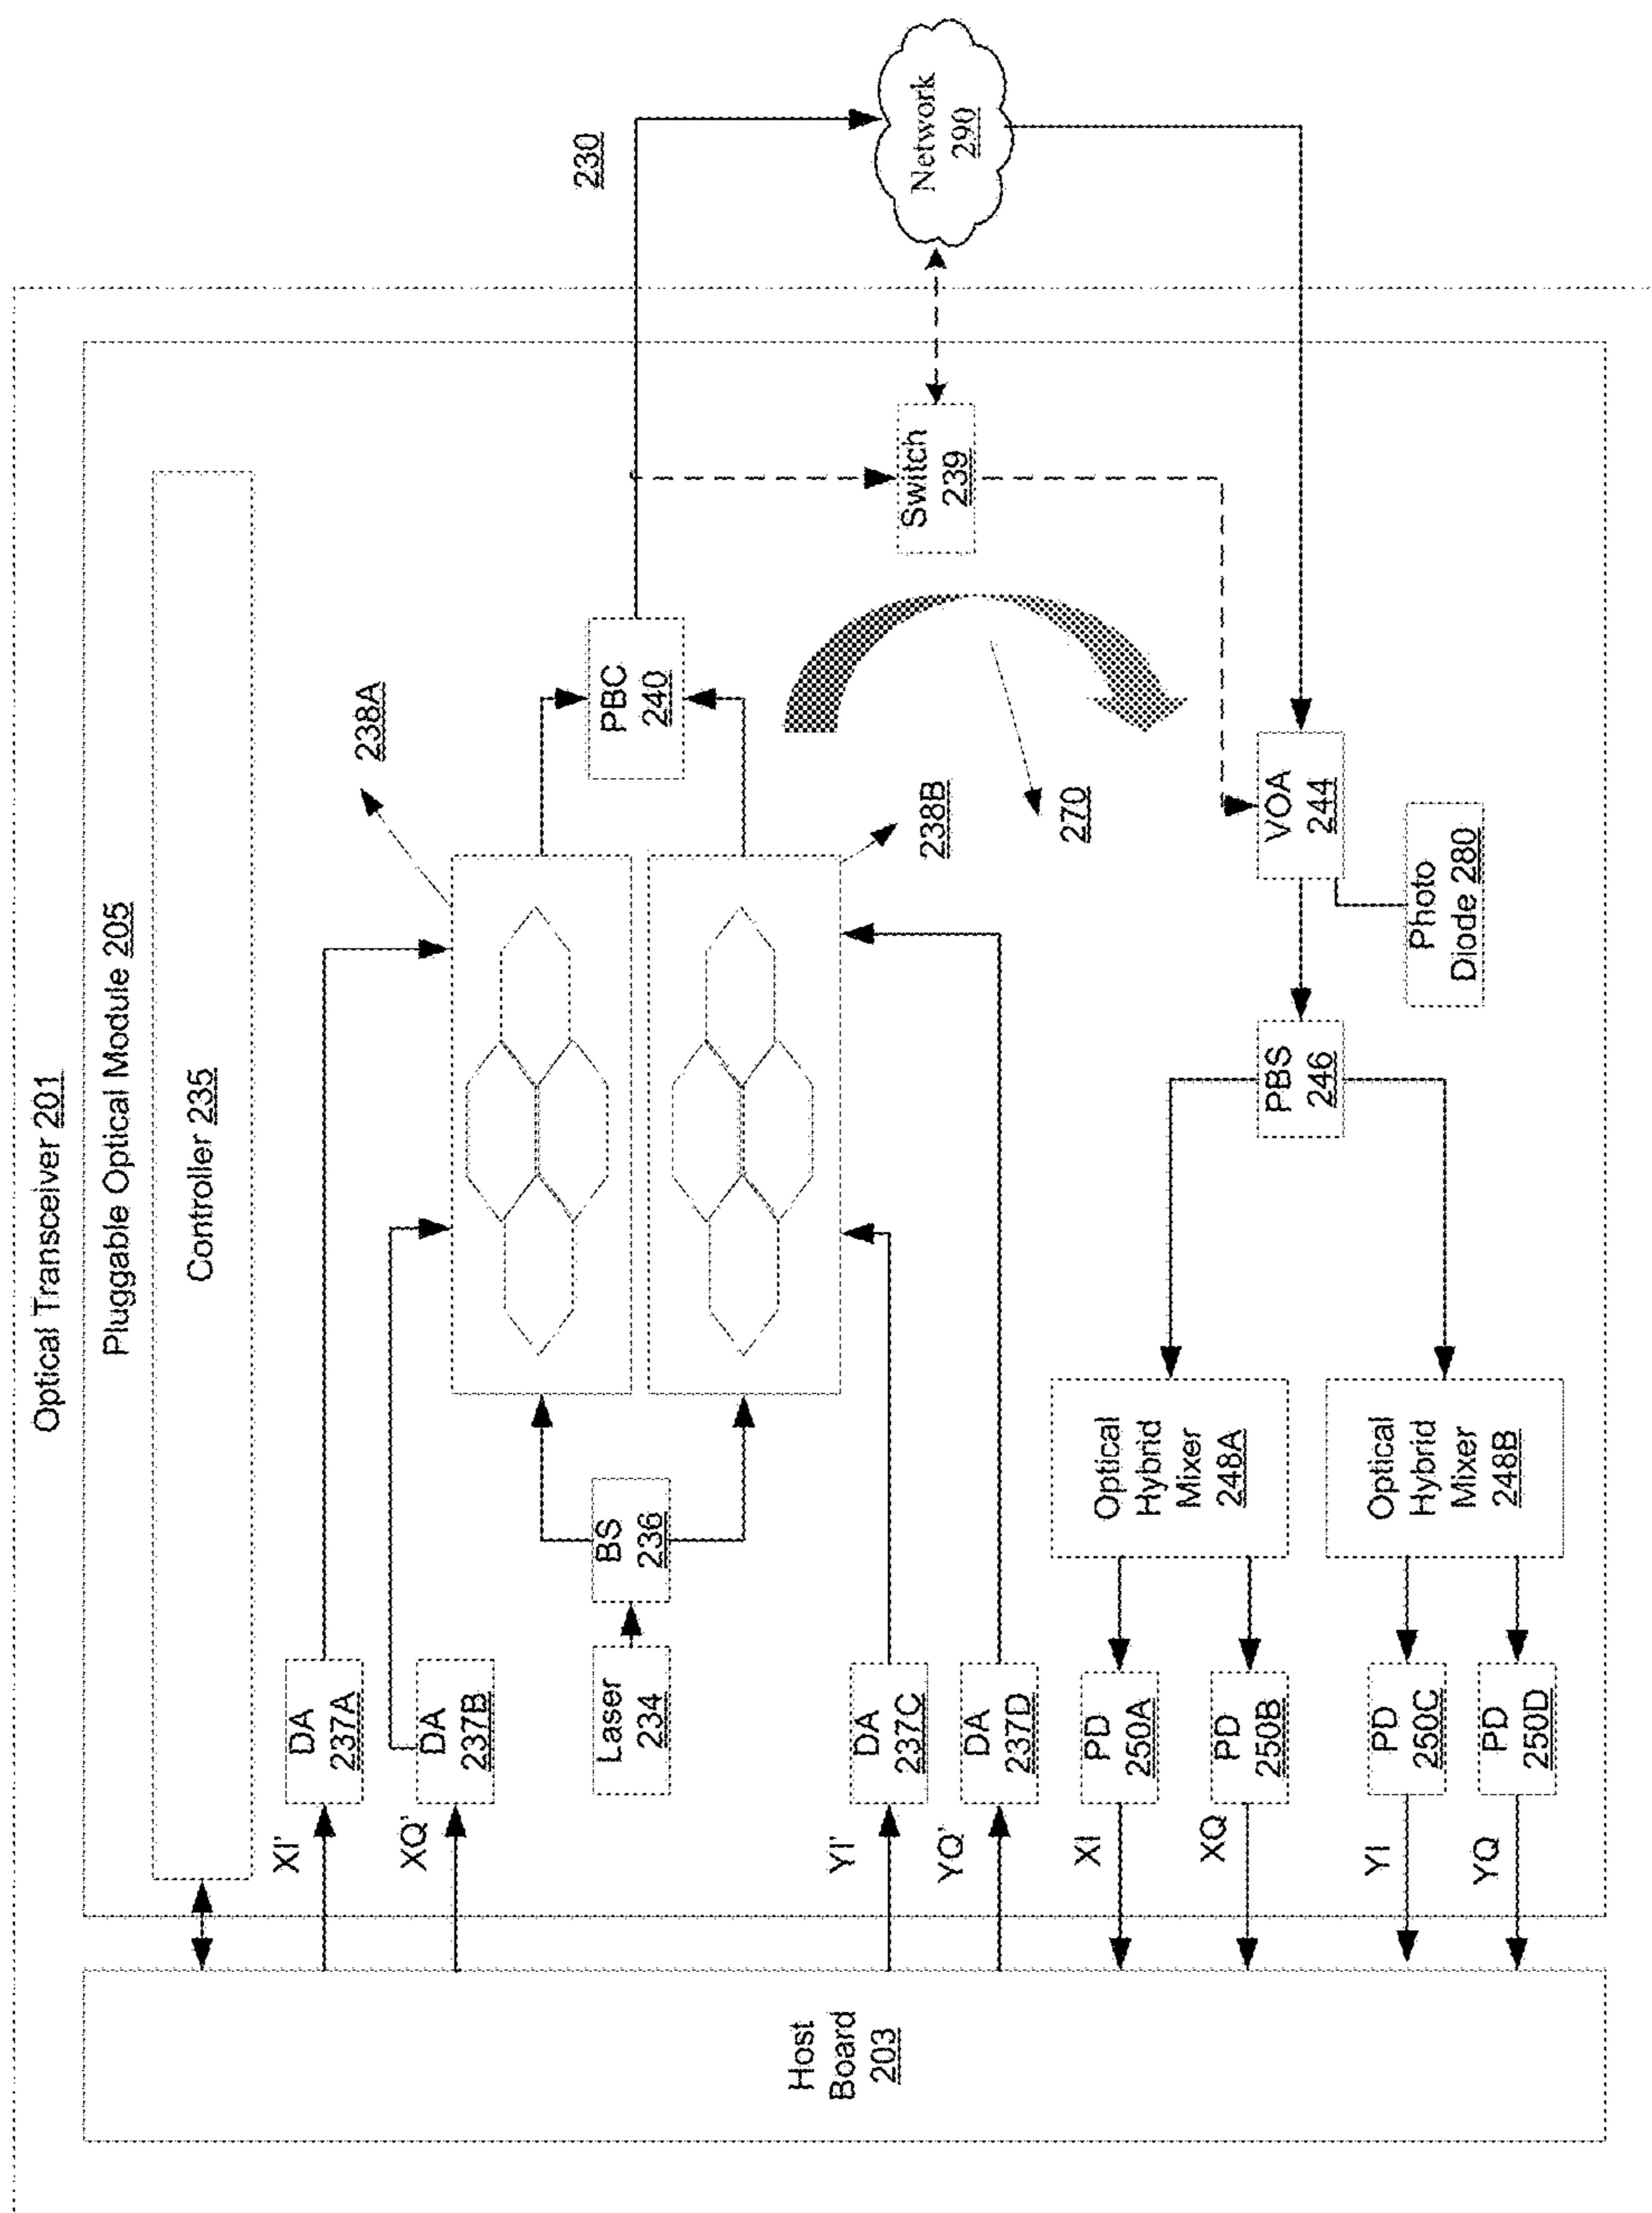 Optical Transceiver 201
Pluggable Optical Module 205
Controller 235
Host
Board
203
XI'
DA
237A
XQ'
DA
237B
Laser
234
BS
236
238A
238B
PBC
240
230
Network
290
Switch
239
270
YI'
DA
237C
YQ'
DA
237D
XI
PD
250A
XQ
PD
250B
YI
PD
250C
YQ
PD
250D
Optical
Hybrid
Mixer
248A
Optical
Hybrid
Mixer
248B
PBS
246
VOA
244
Photo
Diode 280